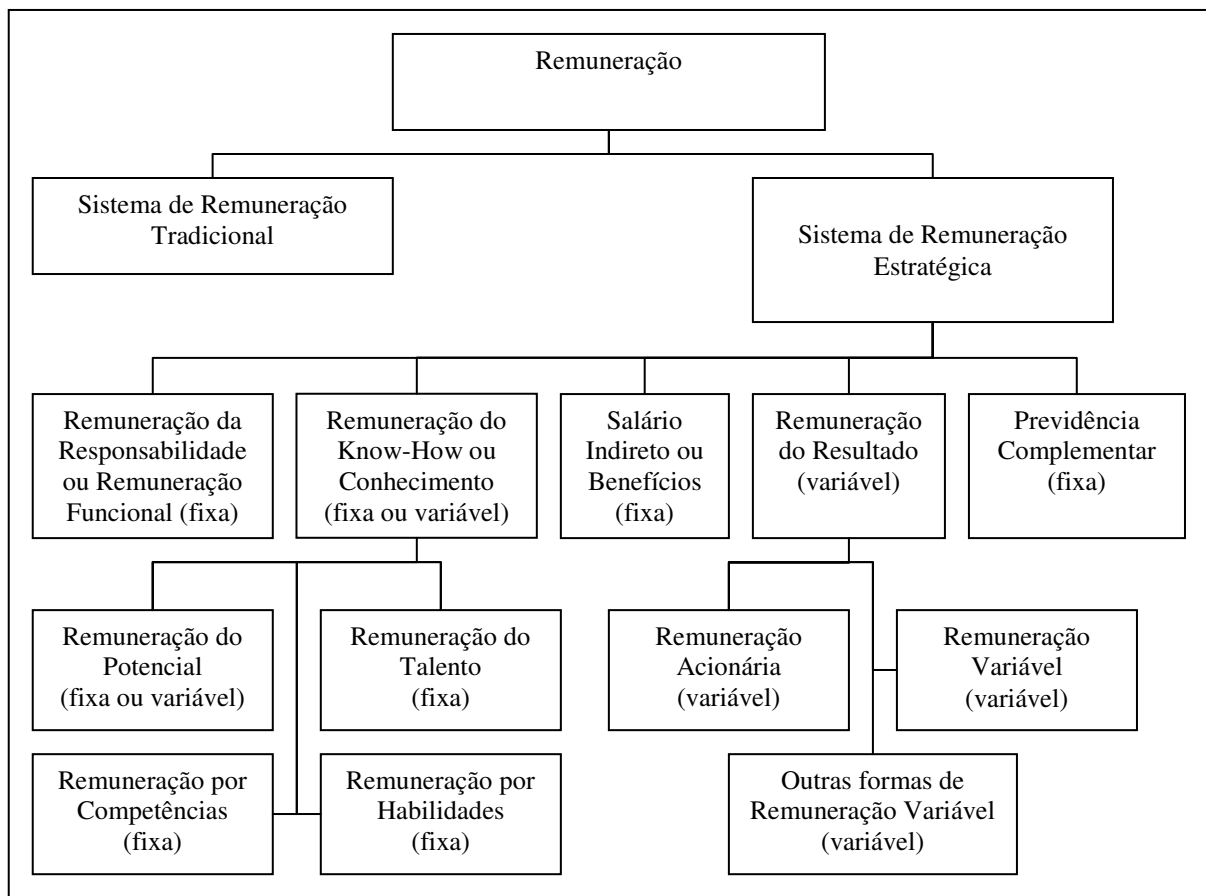 Remuneração
Sistema de Remuneração
Tradicional
Sistema de Remuneração
Estratégica
Remuneração da
Responsabilidade
ou Remuneração
Funcional (fixa)
Remuneração do
Know-How ou
Conhecimento
(fixa ou variável)
Salário
Indireto ou
Benefícios
(fixa)
Remuneração
do Resultado
(variável)
Previdência
Complementar
(fixa)
Remuneração do
Potencial
(fixa ou variável)
Remuneração do
Talento
(fixa)
Remuneração
Acionária
(variável)
Remuneração
Variável
(variável)
Remuneração por
Competências
(fixa)
Remuneração por
Habilidades
(fixa)
Outras formas de
Remuneração Variável
(variável)